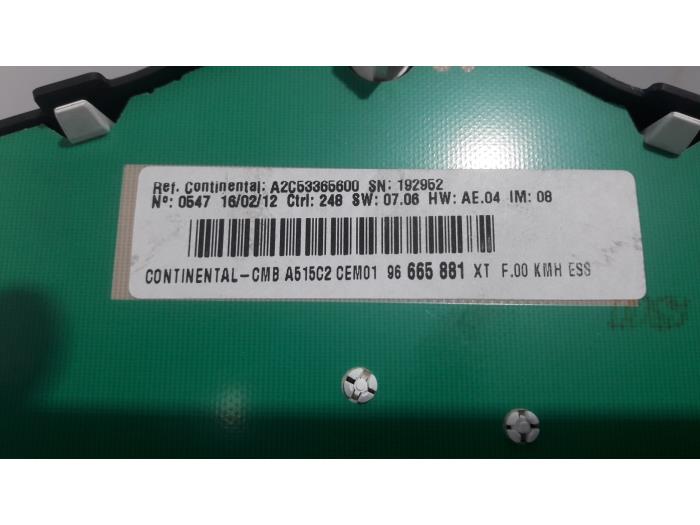 Ref. Continental: A2C53365600 SN: 192952
Nº: 0547 16/02/12 Ctrl: 248 SW: 07.06 HW: AE.04 IM: 08
CONTINENTAL-CMB A515C2 CEM01 96 665 881 XT F.00 KMH ESS